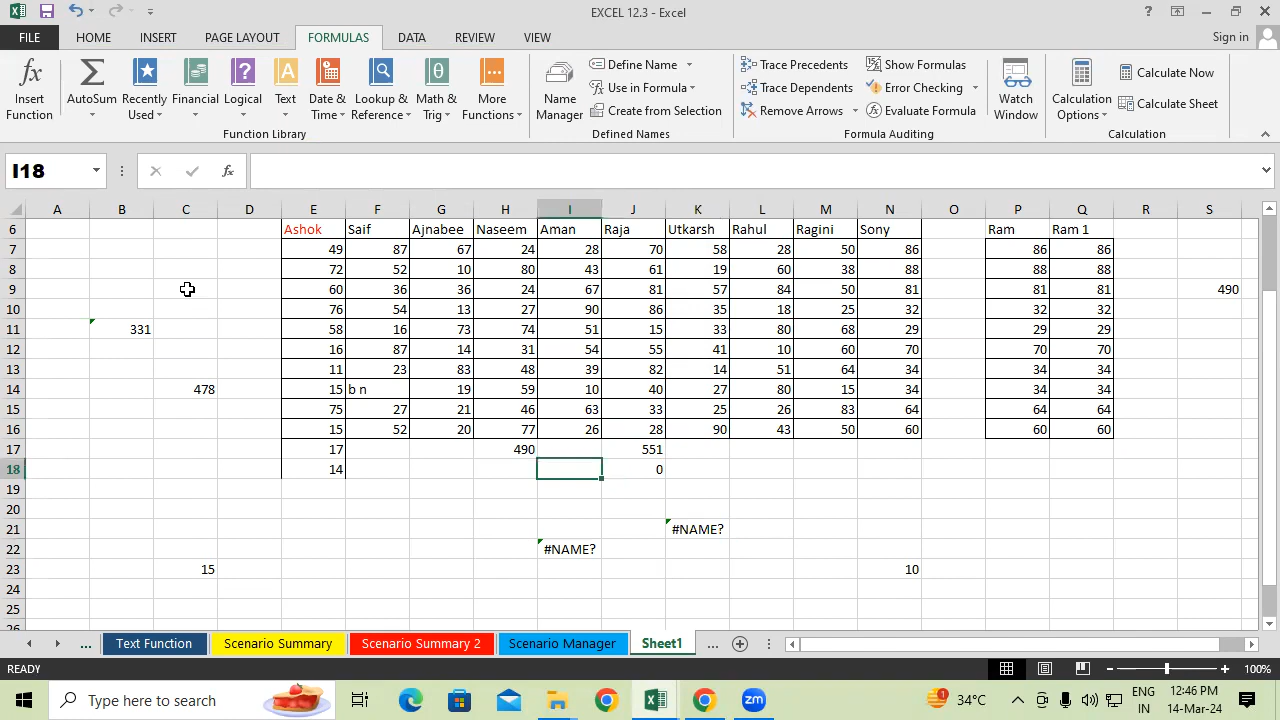 EXCEL 12.3 - Excel
FILE HOME INSERT PAGE LAYOUT FORMULAS DATA REVIEW VIEW Sign in
Insert Function
AutoSum
Recently Used
Financial
Logical
Text
Date & Time
Lookup & Reference
Math & Trig
More Functions
Function Library
Name Manager
Define Name
Use in Formula
Create from Selection
Defined Names
Trace Precedents
Trace Dependents
Remove Arrows
Show Formulas
Error Checking
Evaluate Formula
Formula Auditing
Watch Window
Calculation Options
Calculate Now
Calculate Sheet
Calculation
I18 fx
A B C D E F G H I J K L M N O P Q R S
6 Ashok Saif Ajnabee Naseem Aman Raja Utkarsh Rahul Ragini Sony Ram Ram 1
7 49 87 67 24 28 70 58 28 50 86 86 86
8 72 52 10 80 43 61 19 60 38 88 88 88
9 60 36 36 24 67 81 57 84 50 81 81 81 490
10 76 54 13 27 90 86 35 18 25 32 32 32
11 331 58 16 73 74 51 15 33 80 68 29 29 29
12 16 87 14 31 54 55 41 10 60 70 70 70
13 11 23 83 48 39 82 14 51 64 34 34 34
14 478 15 b n 19 59 10 40 27 80 15 34 34 34
15 75 27 21 46 63 33 25 26 83 64 64 64
16 15 52 20 77 26 28 90 43 50 60 60 60
17 17 490 551
18 14 0
19
20
21 #NAME?
22 #NAME?
23 15 10
24
25
26
... Text Function Scenario Summary Scenario Summary 2 Scenario Manager Sheet1 ...
READY 100%
Type here to search zm 1 34°C ENG 12:46 PM
IN 14-Mar-24